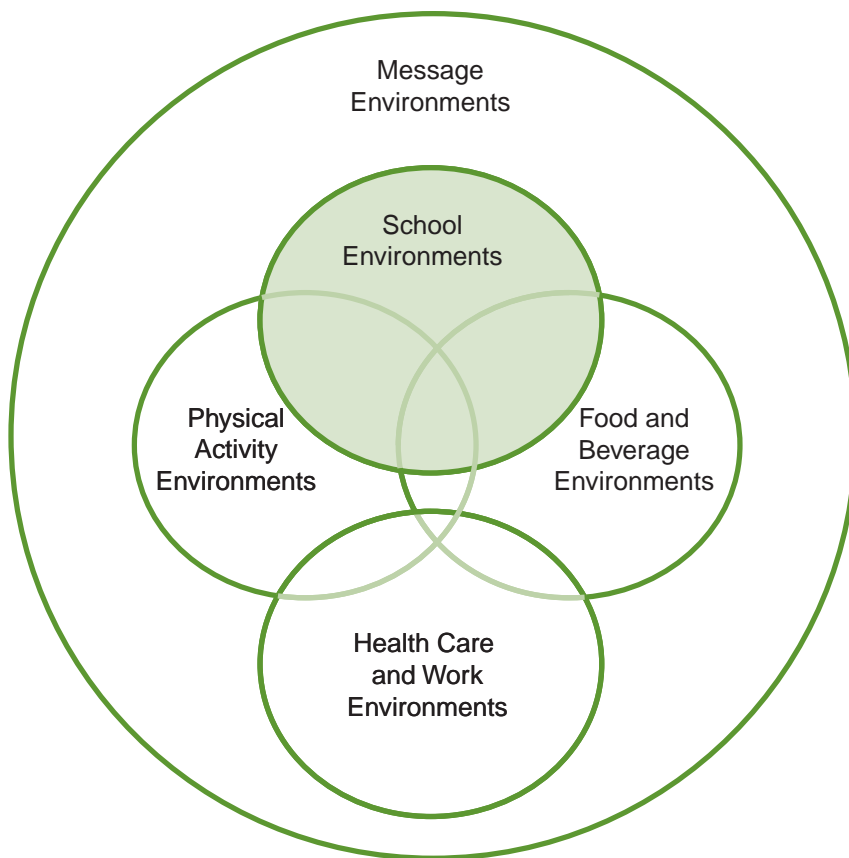 Message
Environments
School
Environments
Physical
Activity
Environments
Food and
Beverage
Environments
Health Care
and Work
Environments